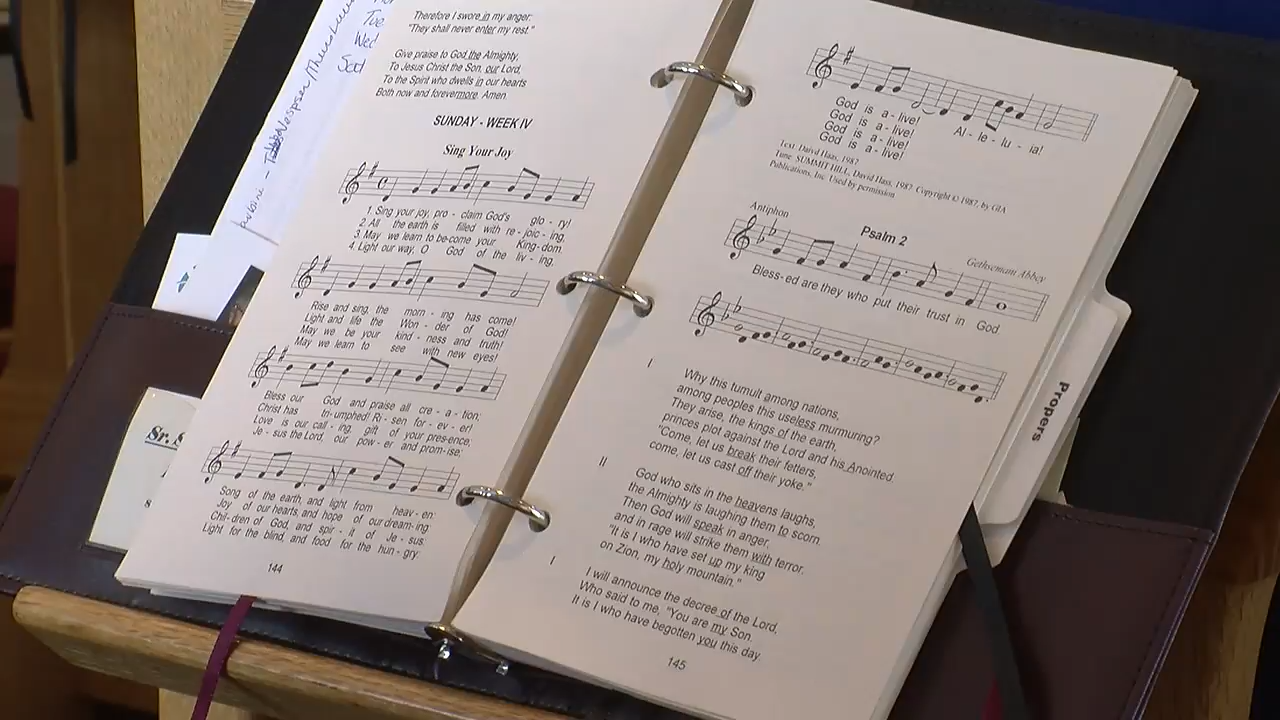 Tue
Wed
Sat
Therefore I swore in my anger:
"They shall never enter my rest."
Give praise to God the Almighty,
To Jesus Christ the Son, our Lord,
To the Spirit who dwells in our hearts
Both now and forevermore. Amen.
SUNDAY - WEEK IV
Sing Your Joy
1. Sing your joy, pro - claim God's glo - ry!
2. All the earth is filled with re - joic - ing,
3. May we learn to be-come your King-dom.
4. Light our way, O God of the liv - ing,
Rise and sing, the morn - ing has come!
Light and life the Won - der of God!
May we be your kind - ness and truth!
May we learn to see with new eyes!
Bless our God and praise all cre - a - tion:
Christ has tri-umphed! Ri - sen for - ev - er!
Love is our call - ing, gift of your pres-ence;
Je - sus the Lord, our pow - er and prom-ise;
Song of the earth, and light from heav - en:
Joy of our hearts, and hope of our dream-ing:
Chil - dren of God, and spir - it of Je - sus:
Light for the blind, and food for the hun - gry:
144
Sr. S
God is a - live!
God is a - live!
God is a - live! Al - le - lu - ia!
God is a - live!
Text: David Haas, 1987
Tune: SUMMIT HILL, David Hass, 1987. Copyright © 1987, by GIA
Publications, Inc. Used by permission
Psalm 2
Antiphon
Gethsemani Abbey
Bless-ed are they who put their trust in God
I
Why this tumult among nations,
among peoples this useless murmuring?
They arise, the kings of the earth,
princes plot against the Lord and his Anointed.
"Come, let us break their fetters,
come, let us cast off their yoke."
II
God who sits in the heavens laughs,
the Almighty is laughing them to scorn.
Then God will speak in anger,
and in rage will strike them with terror.
"It is I who have set up my king
on Zion, my holy mountain."
I
I will announce the decree of the Lord,
Who said to me, "You are my Son.
It is I who have begotten you this day.
145
Propers